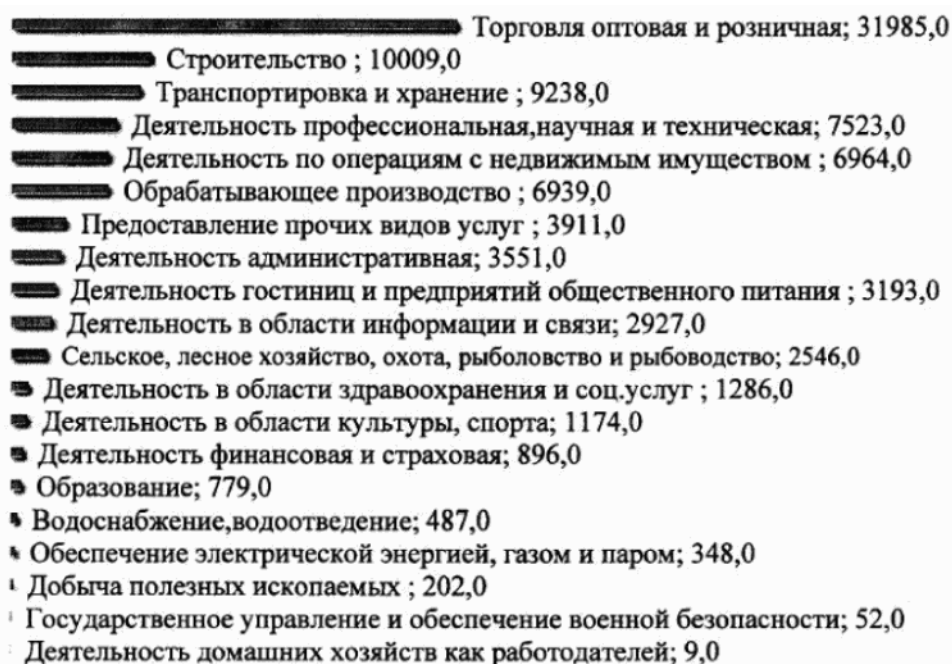 Торговля оптовая и розничная; 31985,0
Строительство ; 10009,0
Транспортировка и хранение ; 9238,0
Деятельность профессиональная,научная и техническая; 7523,0
Деятельность по операциям с недвижимым имуществом ; 6964,0
Обрабатывающее производство ; 6939,0
Предоставление прочих видов услуг ; 3911,0
Деятельность административная; 3551,0
Деятельность гостиниц и предприятий общественного питания ; 3193,0
Деятельность в области информации и связи; 2927,0
Сельское, лесное хозяйство, охота, рыболовство и рыбоводство; 2546,0
Деятельность в области здравоохранения и соц.услуг ; 1286,0
Деятельность в области культуры, спорта; 1174,0
Деятельность финансовая и страховая; 896,0
Образование; 779,0
Водоснабжение,водоотведение; 487,0
Обеспечение электрической энергией, газом и паром; 348,0
Добыча полезных ископаемых ; 202,0
Государственное управление и обеспечение военной безопасности; 52,0
Деятельность домашних хозяйств как работодателей; 9,0